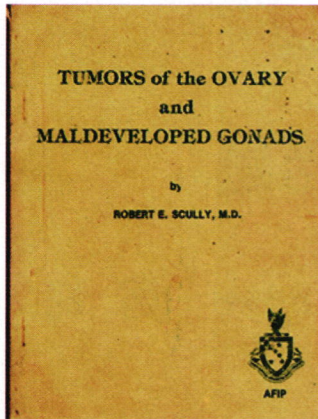 TUMORS of the OVARY
and
MALDEVELOPED GONADS
by
ROBERT E. SCULLY, M.D.
AFIP